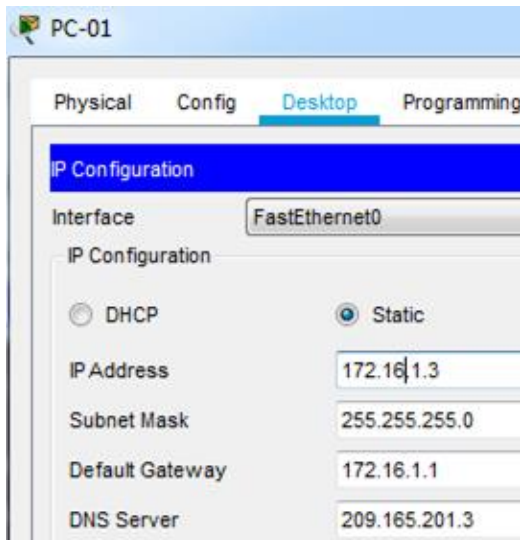 PC-01
Physical Config Desktop Programming
IP Configuration
Interface FastEthernet0
IP Configuration
DHCP Static
IP Address 172.16.1.3
Subnet Mask 255.255.255.0
Default Gateway 172.16.1.1
DNS Server 209.165.201.3